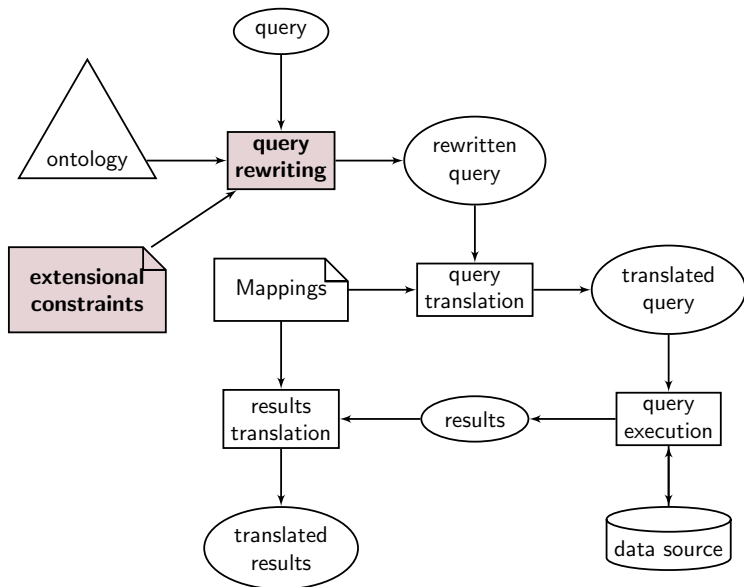 query
ontology
query
rewriting
rewritten
query
extensional
constraints
Mappings
query
translation
translated
query
results
translation
results
query
execution
translated
results
data source